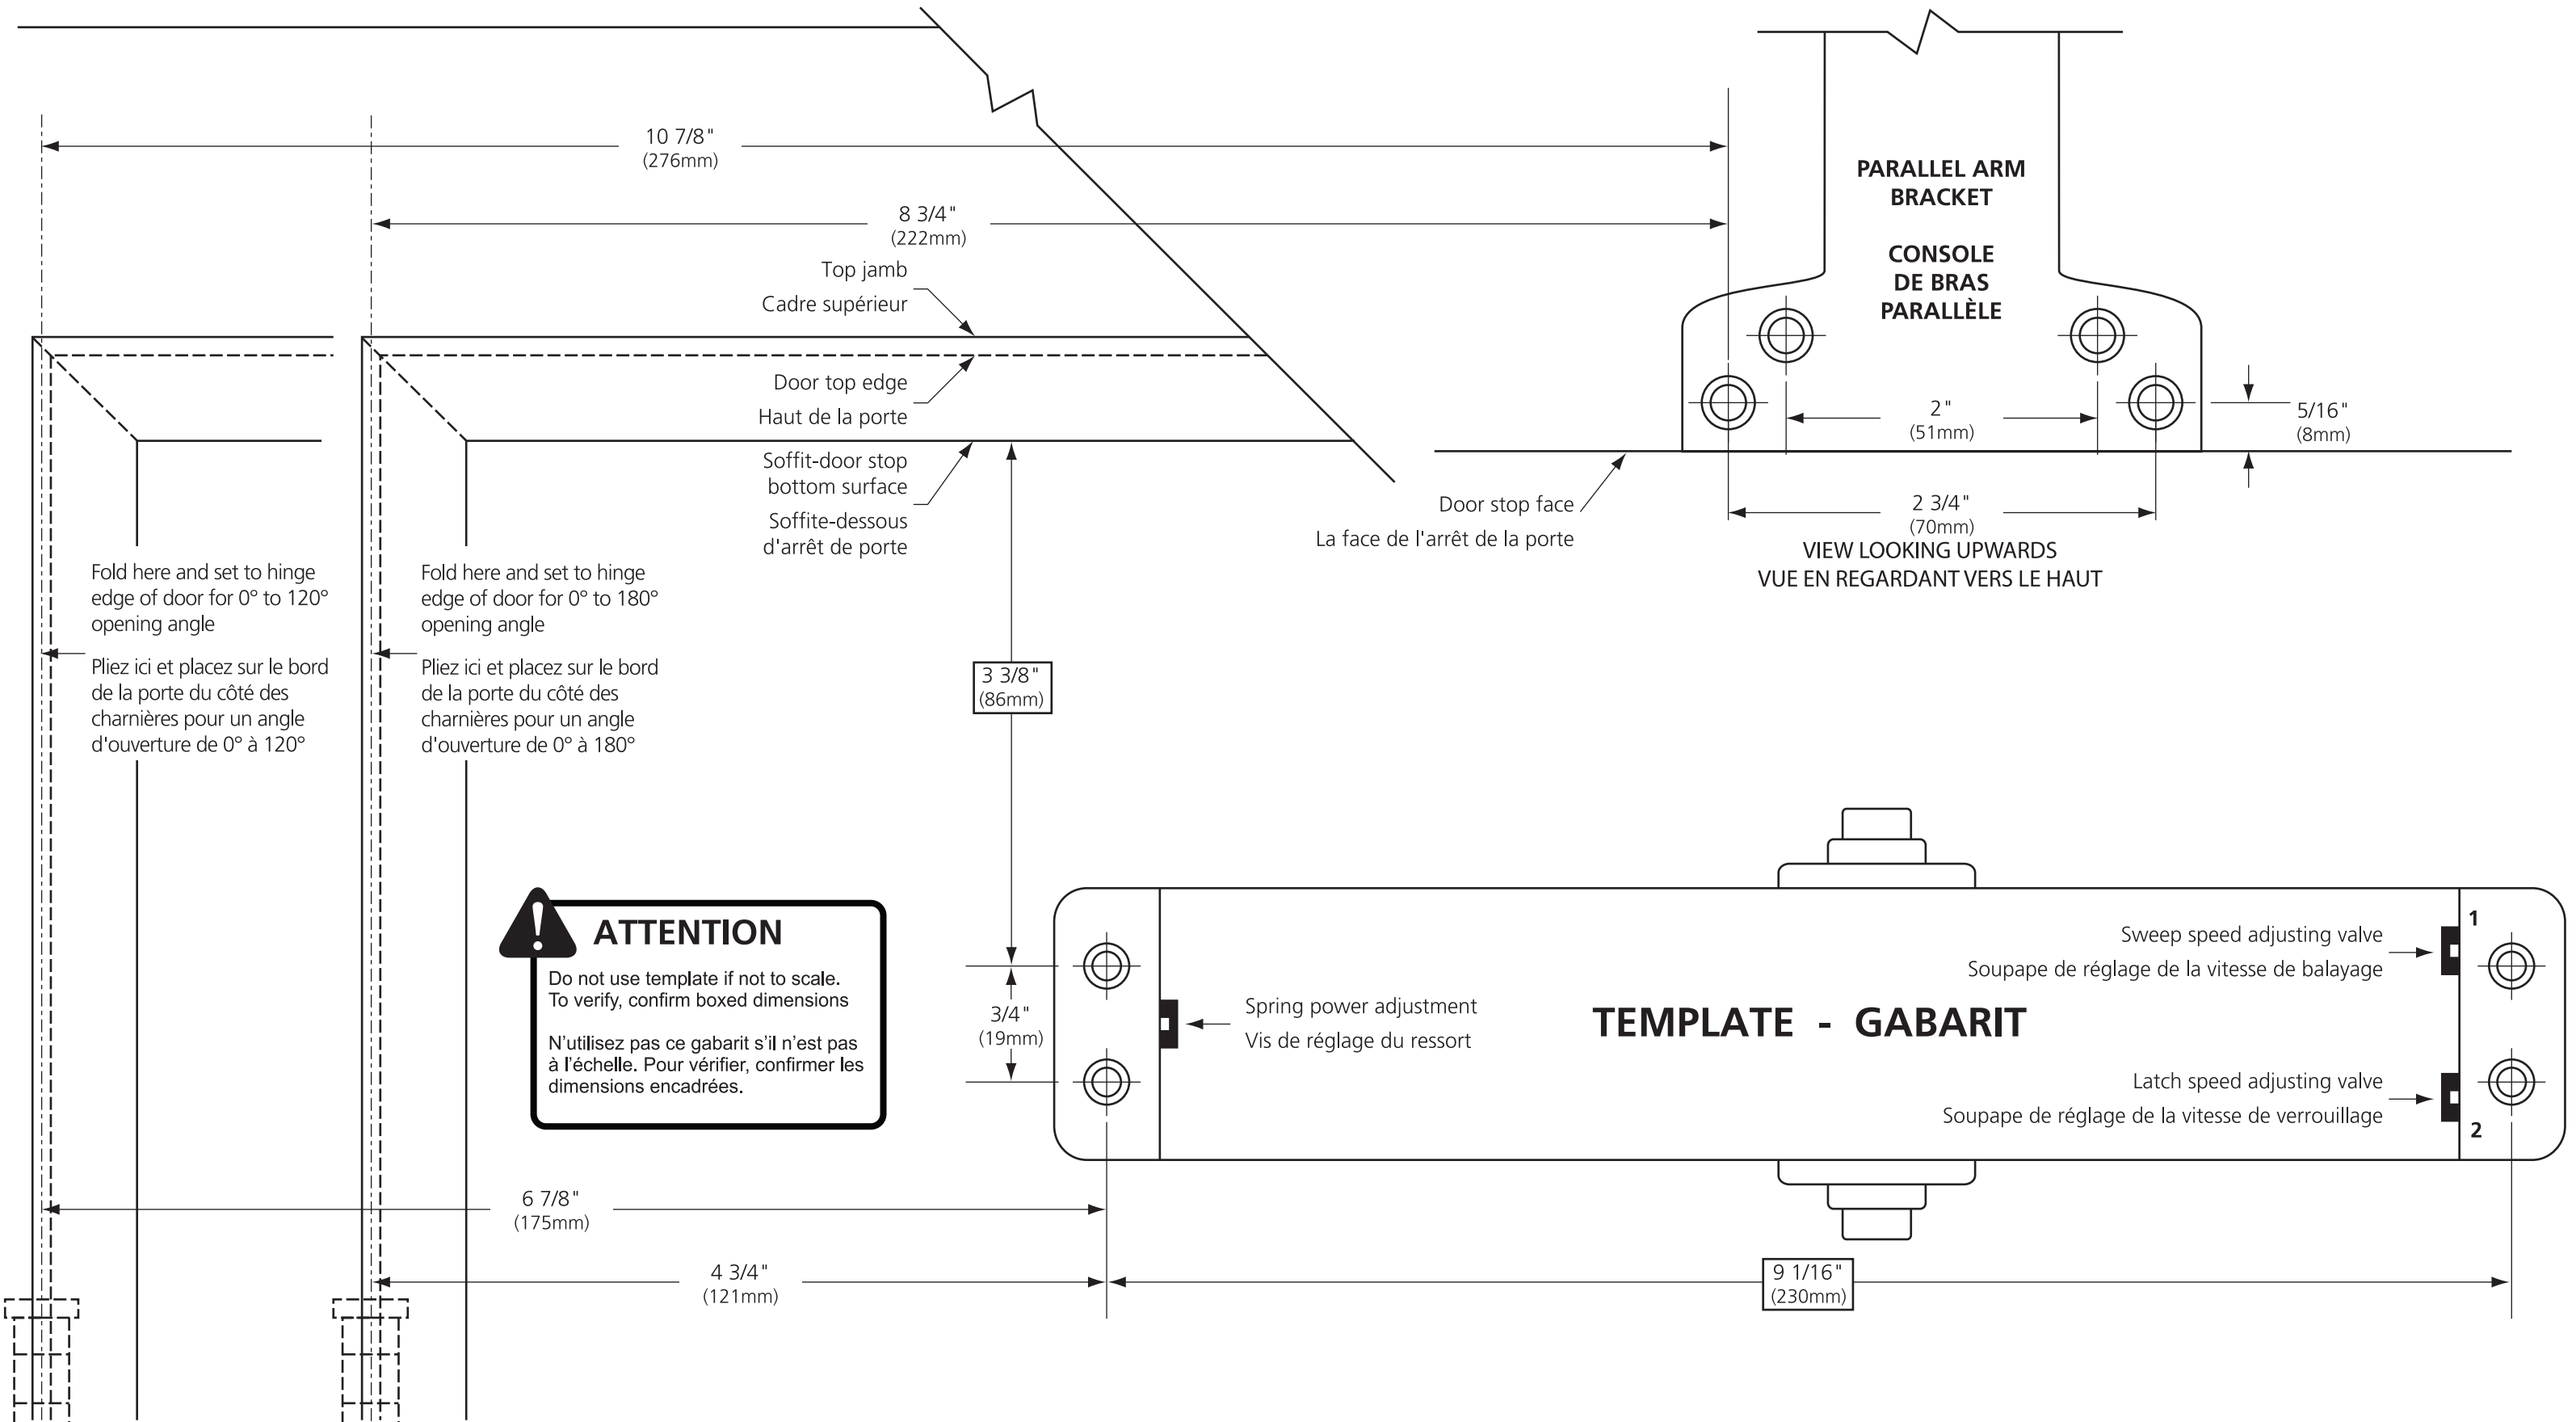 10 7/8"
(276mm)
8 3/4"
(222mm)
Top jamb
Cadre supérieur
Door top edge
Haut de la porte
Soffit-door stop
bottom surface
Soffite-dessous
d'arrêt de porte
PARALLEL ARM
BRACKET
CONSOLE
DE BRAS
PARALLÈLE
2"
(51mm)
5/16"
(8mm)
2 3/4"
(70mm)
Door stop face
La face de l'arrêt de la porte
VIEW LOOKING UPWARDS
VUE EN REGARDANT VERS LE HAUT
Fold here and set to hinge
edge of door for 0° to 120°
opening angle
Pliez ici et placez sur le bord
de la porte du côté des
charnières pour un angle
d'ouverture de 0° à 120°
Fold here and set to hinge
edge of door for 0° to 180°
opening angle
Pliez ici et placez sur le bord
de la porte du côté des
charnières pour un angle
d'ouverture de 0° à 180°
3 3/8"
(86mm)
! ATTENTION
Do not use template if not to scale.
To verify, confirm boxed dimensions
N'utilisez pas ce gabarit s'il n'est pas
à l'échelle. Pour vérifier, confirmer les
dimensions encadrées.
3/4"
(19mm)
Spring power adjustment
Vis de réglage du ressort
TEMPLATE - GABARIT
Sweep speed adjusting valve
Soupape de réglage de la vitesse de balayage
1
Latch speed adjusting valve
Soupape de réglage de la vitesse de verrouillage
2
6 7/8"
(175mm)
4 3/4"
(121mm)
9 1/16"
(230mm)